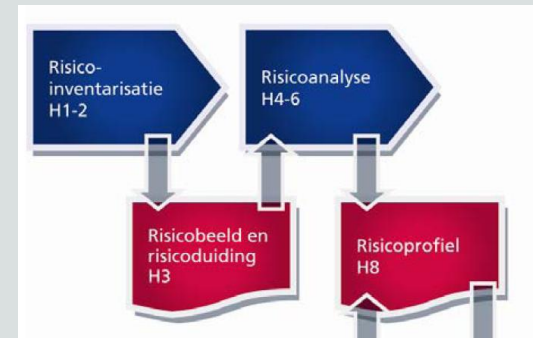 Risico-
inventarisatie
H1-2
Risicoanalyse
H4-6
Risicobeeld en
risicoduiding
H3
Risicoprofiel
H8